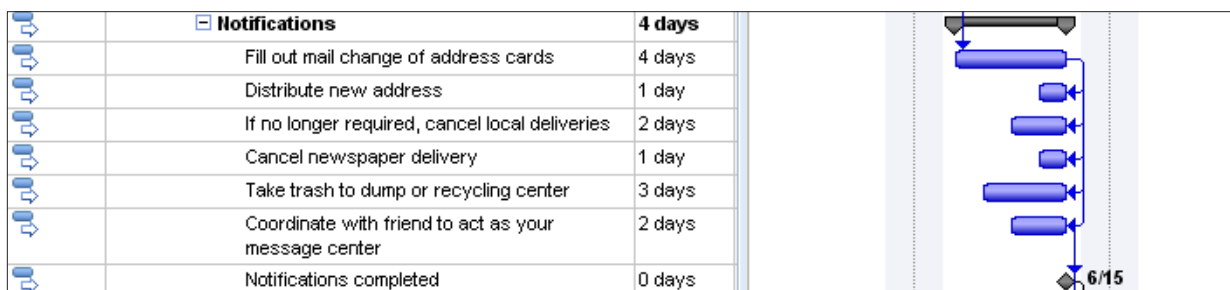 Notifications 4 days
Fill out mail change of address cards 4 days
Distribute new address 1 day
If no longer required, cancel local deliveries 2 days
Cancel newspaper delivery 1 day
Take trash to dump or recycling center 3 days
Coordinate with friend to act as your 2 days
message center
Notifications completed 0 days 6/15